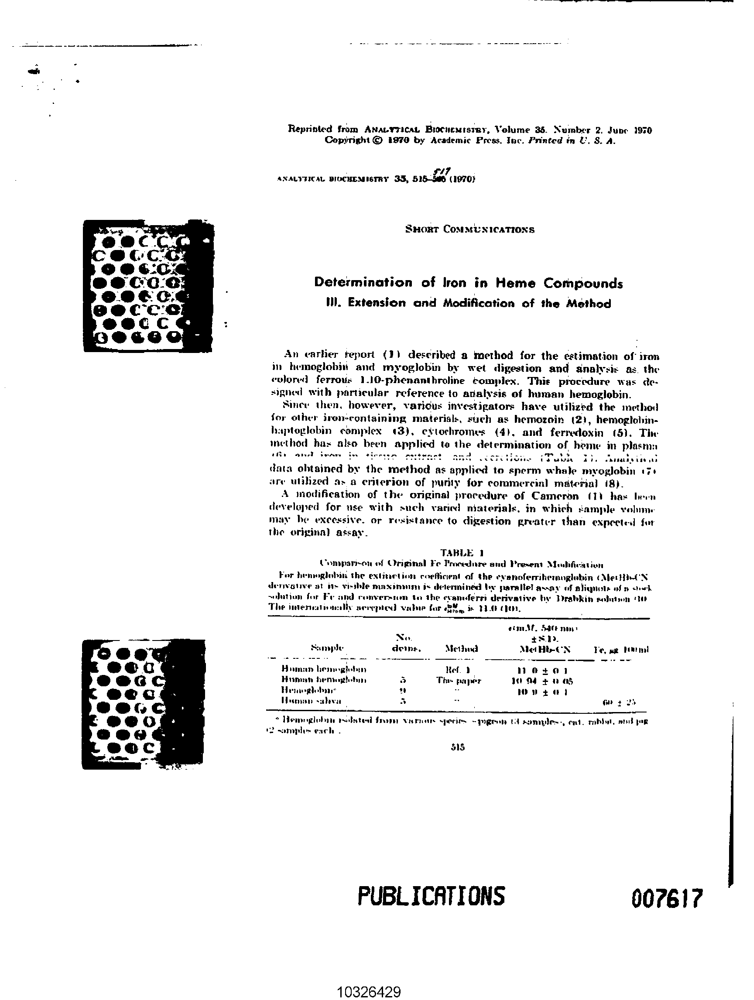 Reprinted from ANALYTICAL BIOCHEMISTRY, Volume 35, Number 2, June 1970
Copyright © 1970 by Academic Press, Inc. Printed in U. S. A.
ANALYTICAL BIOCHEMISTRY 35, 515– 517 (1970)
SHORT COMMUNICATIONS
Determination of Iron in Heme Compounds
III. Extension and Modification of the Method
An earlier report (1) described a method for the estimation of iron
in hemoglobin and myoglobin by wet digestion and analysis as the
colored ferrous 1,10-phenanthroline complex. This procedure was de-
signed with particular reference to analysis of human hemoglobin.
Since then, however, various investigators have utilized the method
for other iron-containing materials, such as hemozoin (2), hemoglobin-
haptoglobin complex (3), cytochromes (4), and ferredoxin (5). The
method has also been applied to the determination of heme in plasma
(6) and iron in tissue extract and secretions (Table 1). Analytical
data obtained by the method as applied to sperm whale myoglobin (7)
are utilized as a criterion of purity for commercial material (8).
A modification of the original procedure of Cameron (1) has been
developed for use with such varied materials, in which sample volume
may be excessive, or resistance to digestion greater than expected for
the original assay.
TABLE 1
Comparison of Original Fe Procedure and Present Modification
For hemoglobin the extinction coefficient of the cyanoferrihemoglobin (MetHb-CN
derivative at its visible maximum is determined by parallel assay of aliquots of a stock
solution for Fe and conversion to the cyanoferri derivative by Drabkin solution (10
The internationally accepted value for is 11.0 (10).
Sample No. detns. Method εmM, 540 nm ±S.D. MetHb-CN Fe, µg/100 ml
Human hemoglobin Ref. 1 11.0 ± 0.1
Human hemoglobin 5 This paper 10.94 ± 0.05
Hemoglobin* 9 " 10.9 ± 0.1
Human saliva 5 " 60 ± 25
* Hemoglobin isolated from various species – pigeon (3 samples), cat, rabbit, and pig
(2 samples each).
515
PUBLICATIONS
007617
10326429